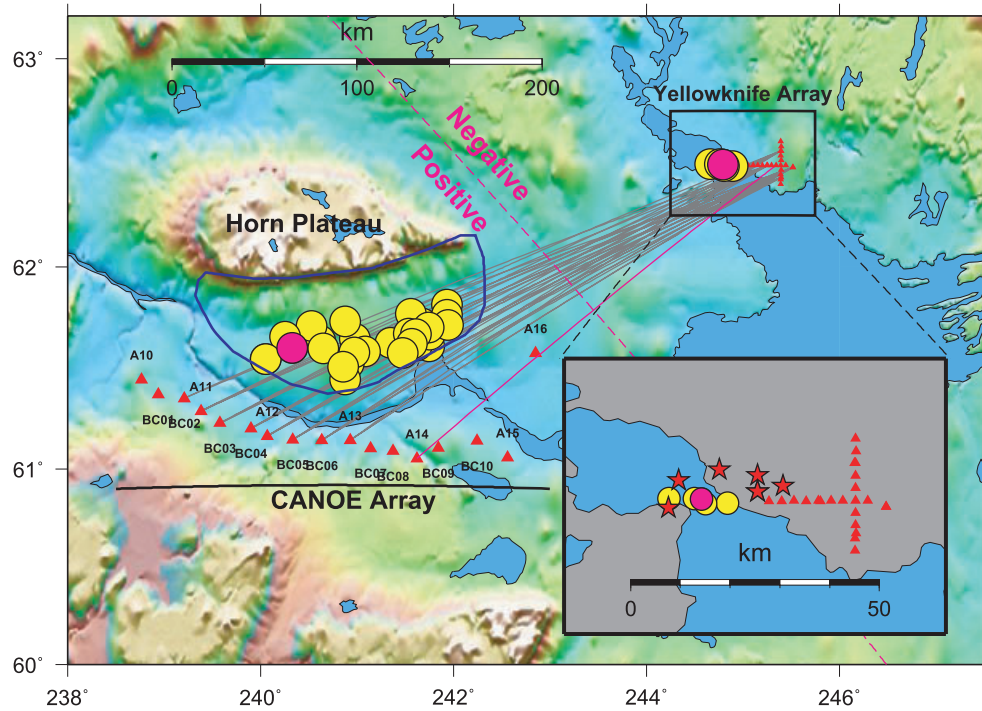 63°
62°
61°
60°
km
0
100
200
Yellowknife Array
Negative
Positive
Horn Plateau
A16
A10
A11
A12
A13
BC01
BC02
BC03
BC04
BC05
BC06
BC07
BC08
A14
BC09
BC10
A15
CANOE Array
km
0
50
238°
240°
242°
244°
246°